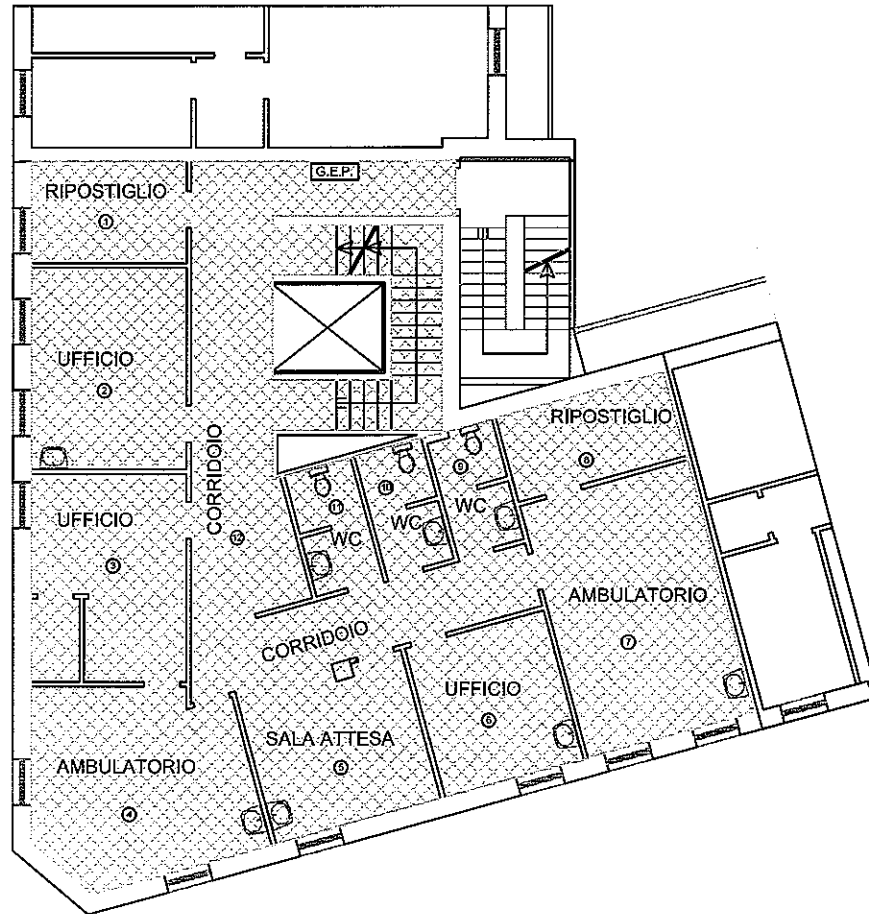 G.E.P.
RIPOSTIGLIO
1
UFFICIO
2
UFFICIO
3
CORRIDOIO
12
RIPOSTIGLIO
8
9
WC
10
WC
11
WC
AMBULATORIO
7
CORRIDOIO
UFFICIO
6
SALA ATTESA
5
AMBULATORIO
4